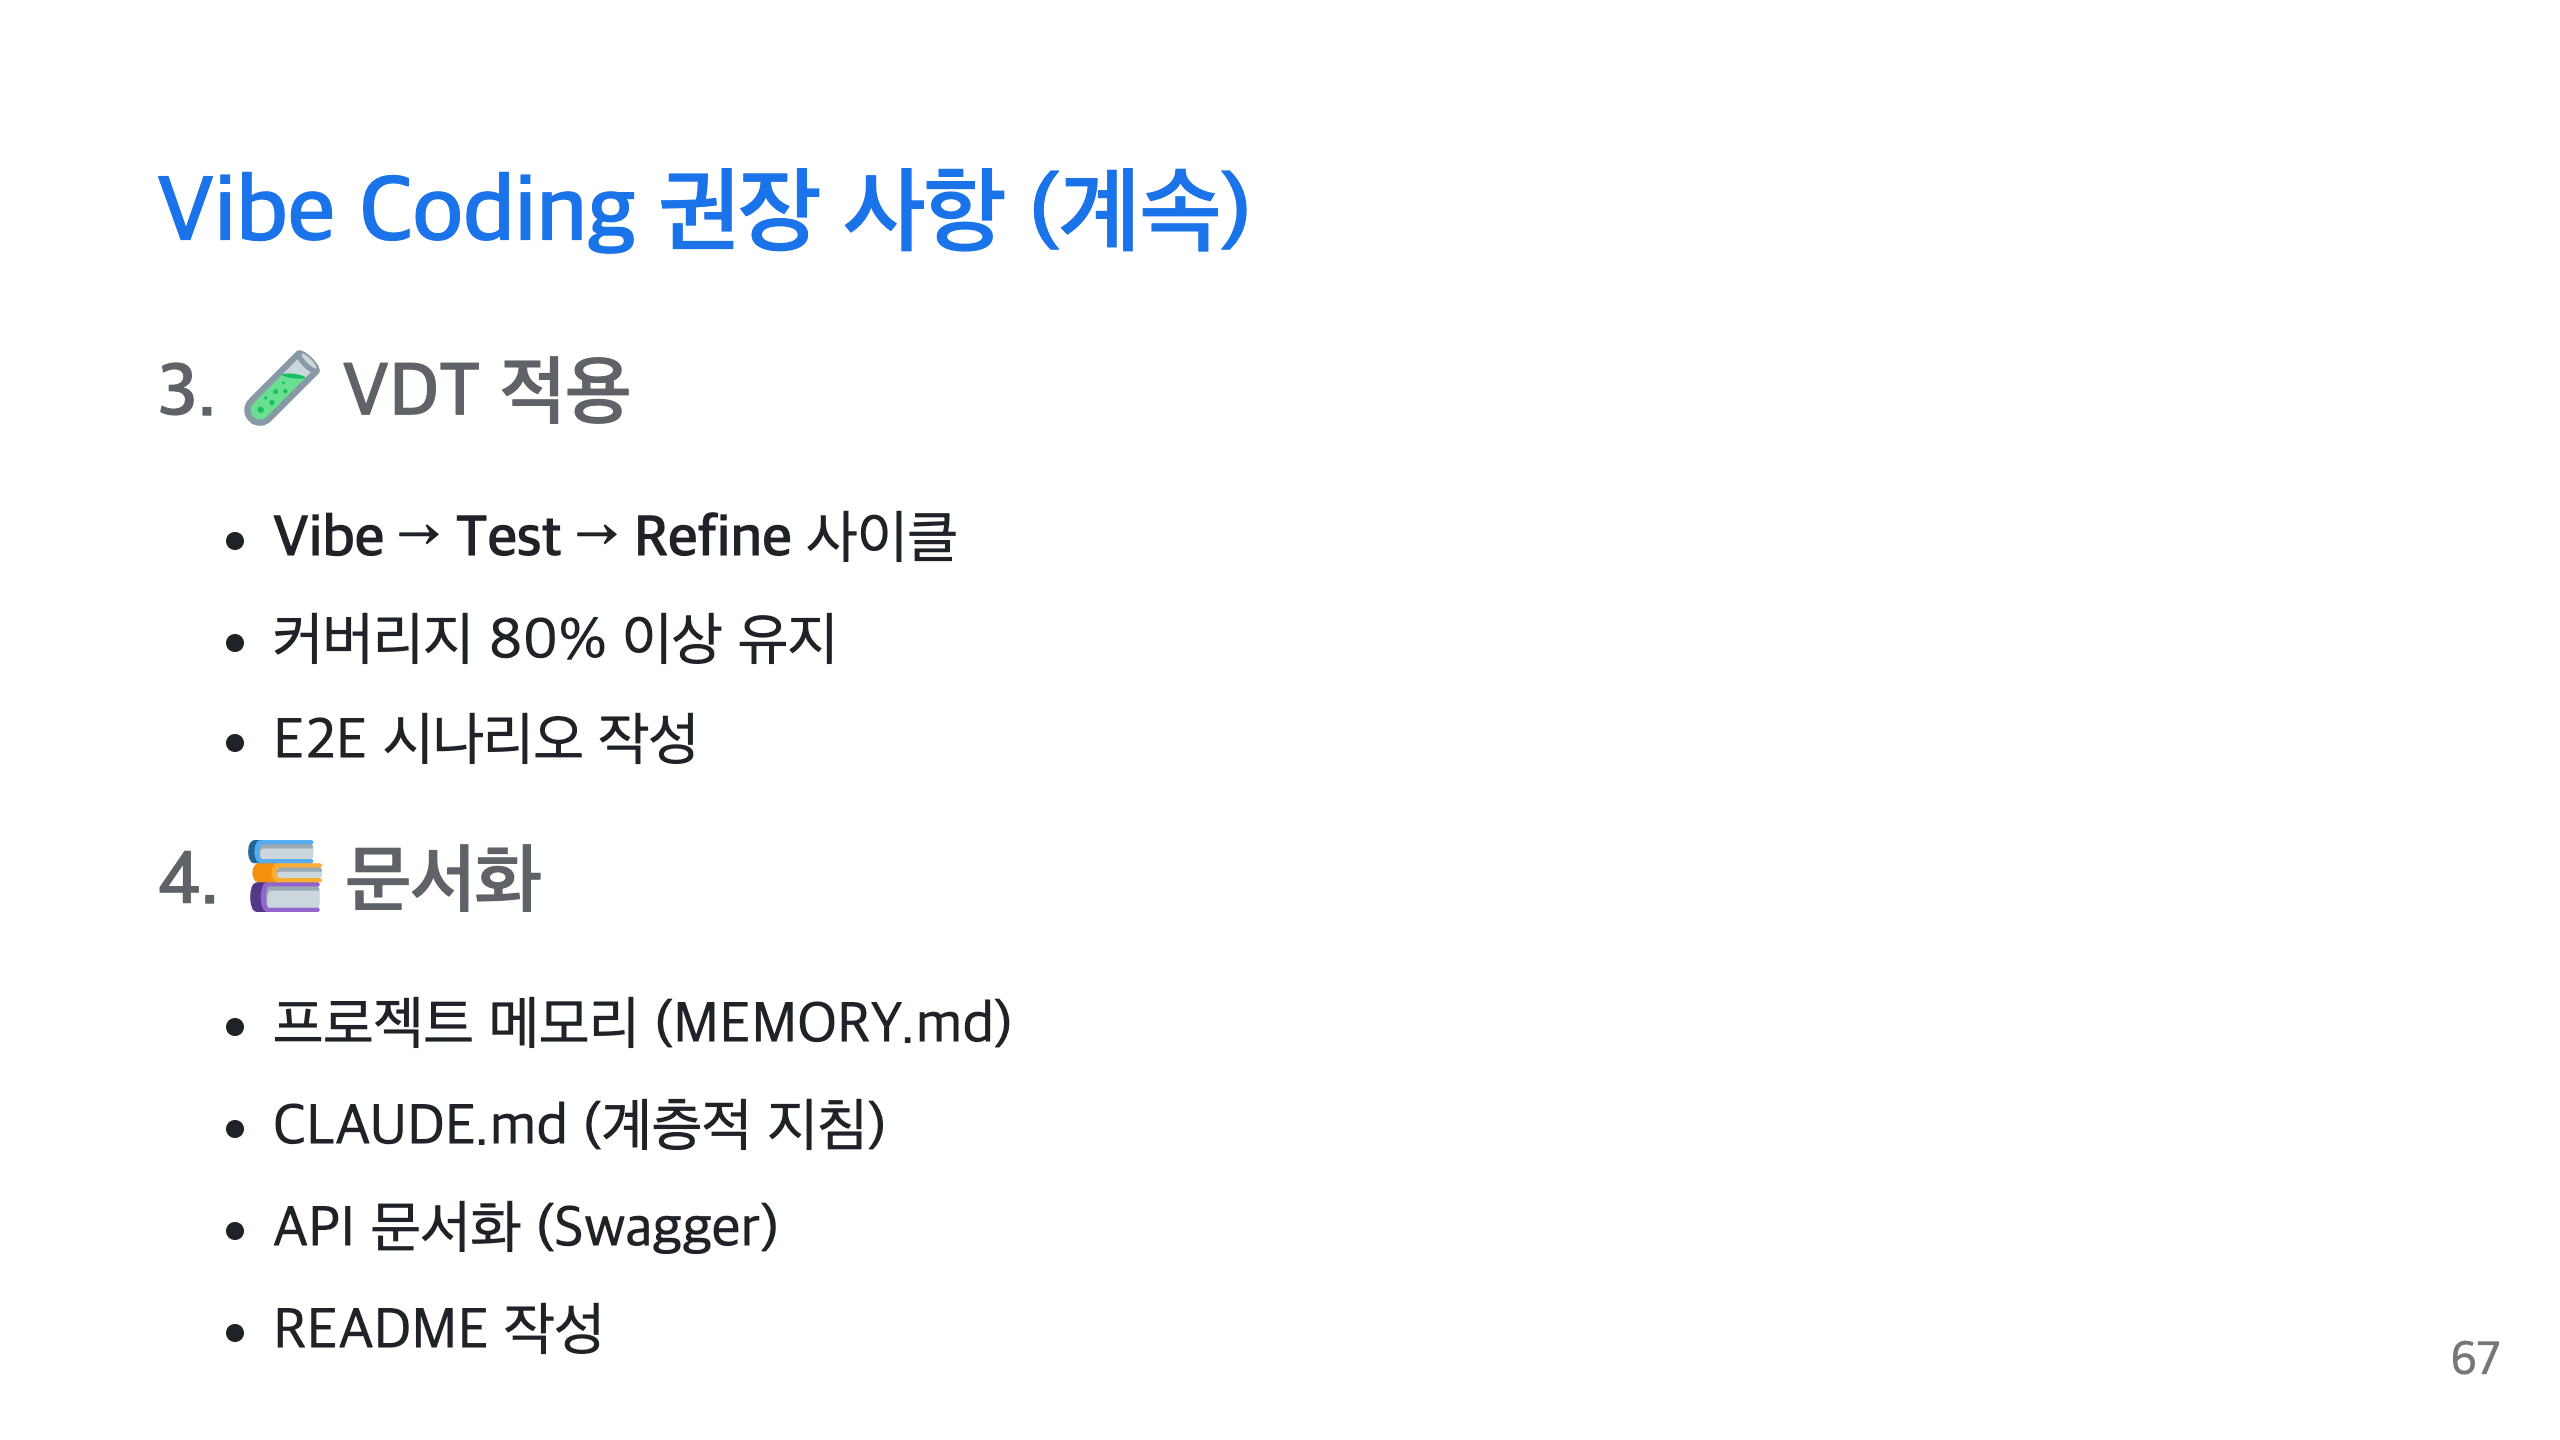 Vibe Coding 권장 사항 (계속)
3. 🧪 VDT 적용
• Vibe → Test → Refine 사이클
• 커버리지 80% 이상 유지
• E2E 시나리오 작성
4. 📚 문서화
• 프로젝트 메모리 (MEMORY.md)
• CLAUDE.md (계층적 지침)
• API 문서화 (Swagger)
• README 작성
67